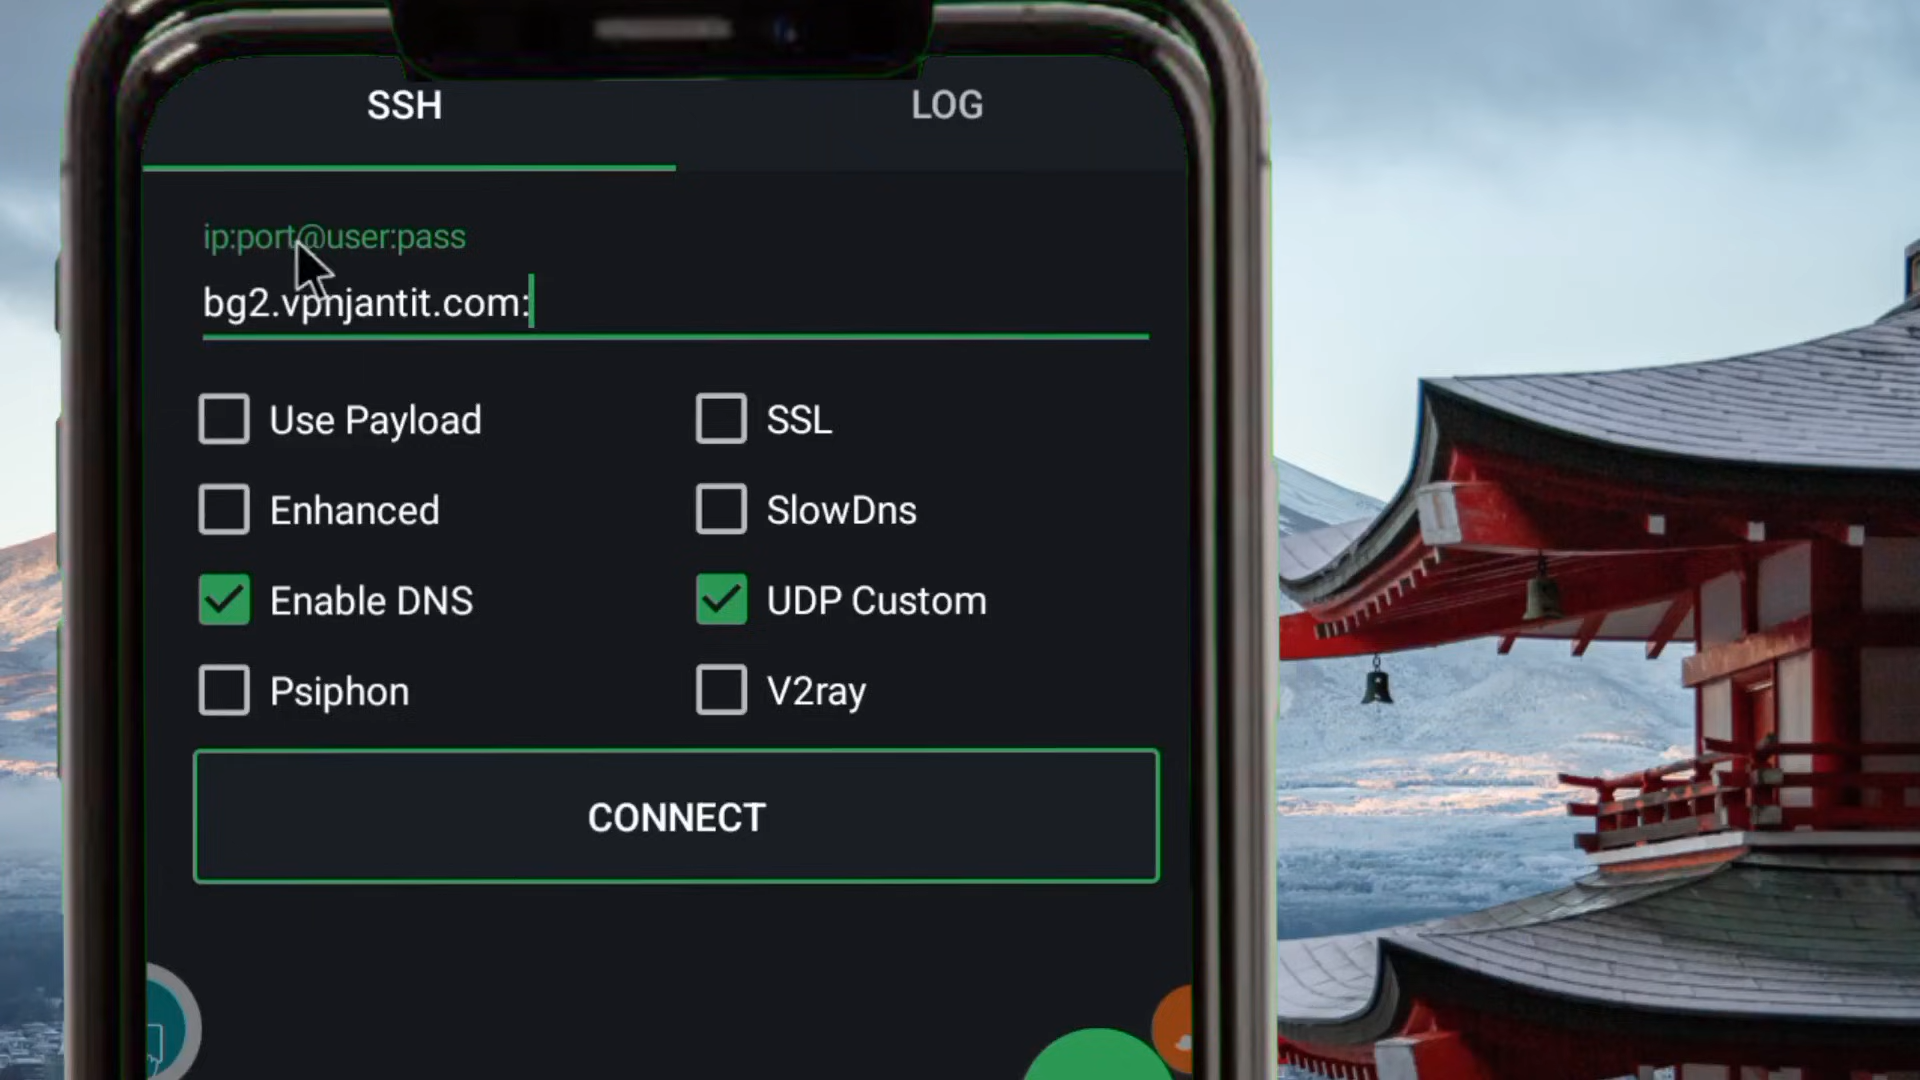 SSH
LOG
ip:port@user:pass
bg2.vpnjantit.com:
Use Payload
SSL
Enhanced
SlowDns
Enable DNS
UDP Custom
Psiphon
V2ray
CONNECT